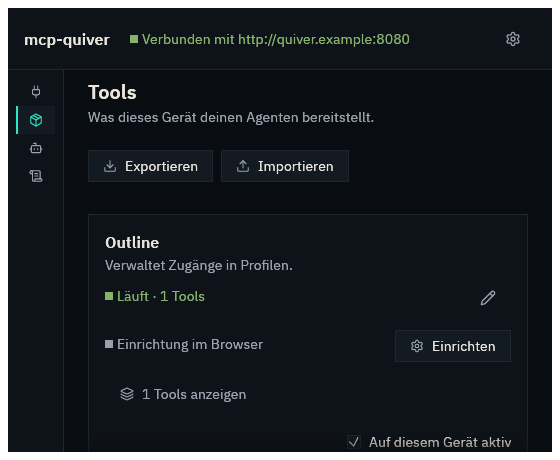 mcp-quiver
Verbunden mit http://quiver.example:8080
Tools
Was dieses Gerät deinen Agenten bereitstellt.
Exportieren
Importieren
Outline
Verwaltet Zugänge in Profilen.
Läuft · 1 Tools
Einrichtung im Browser
Einrichten
1 Tools anzeigen
Auf diesem Gerät aktiv